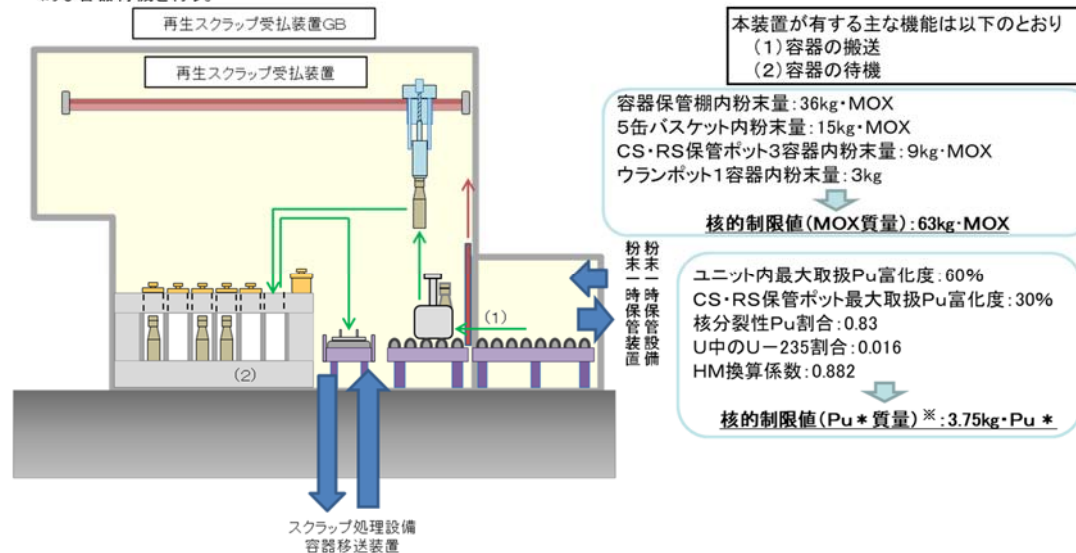 再生スクラップ受払装置GB
再生スクラップ受払装置
(1)
(2)
スクラップ処理設備
容器移送装置
粉末一時保管設備
粉末一時保管装置
本装置が有する主な機能は以下のとおり
(1)容器の搬送
(2)容器の待機
容器保管棚内粉末量:36kg・MOX
5缶バスケット内粉末量:15kg・MOX
CS・RS保管ポット3容器内粉末量:9kg・MOX
ウランポット1容器内粉末量:3kg
核的制限値(MOX質量):63kg・MOX
ユニット内最大取扱Pu富化度:60%
CS・RS保管ポット最大取扱Pu富化度:30%
核分裂性Pu割合:0.83
U中のU-235割合:0.016
HM換算係数:0.882
核的制限値(Pu*質量)※:3.75kg・Pu*